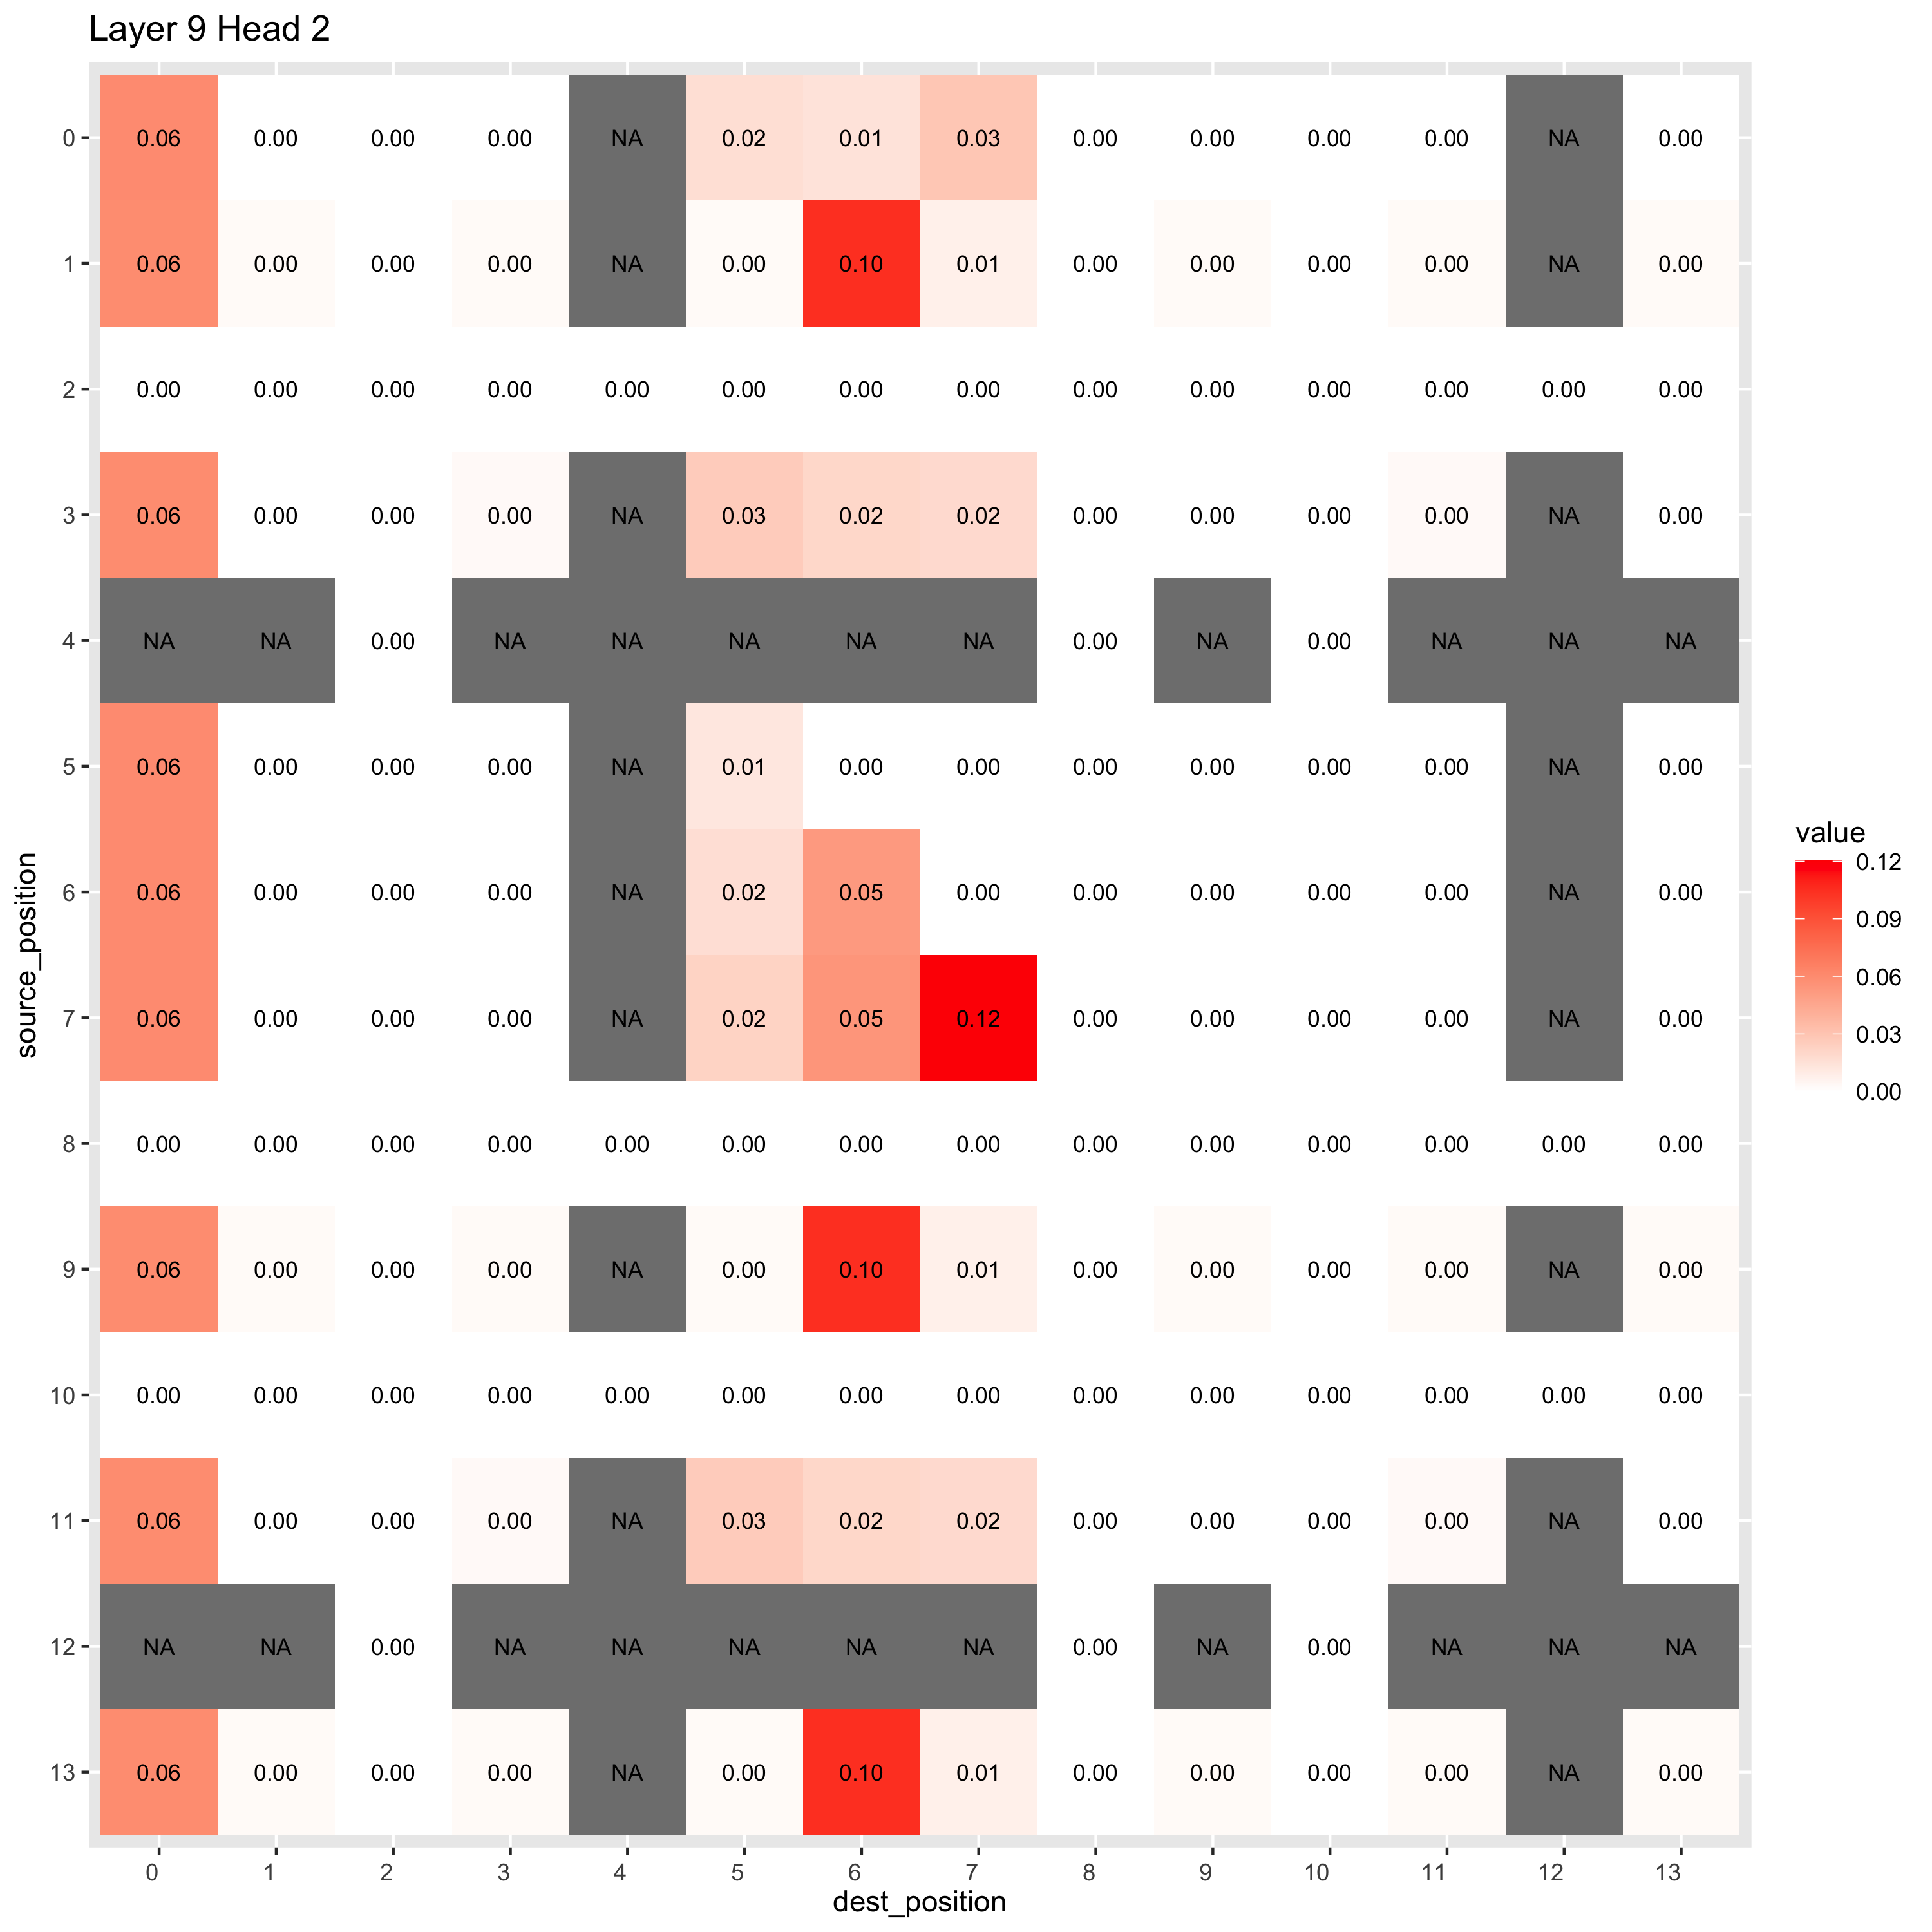 Layer 9 Head 2
0 0.06 0.00 0.00 0.00 NA 0.02 0.01 0.03 0.00 0.00 0.00 0.00 NA 0.00
1 0.06 0.00 0.00 0.00 NA 0.00 0.10 0.01 0.00 0.00 0.00 0.00 NA 0.00
2 0.00 0.00 0.00 0.00 0.00 0.00 0.00 0.00 0.00 0.00 0.00 0.00 0.00 0.00
3 0.06 0.00 0.00 0.00 NA 0.03 0.02 0.02 0.00 0.00 0.00 0.00 NA 0.00
4 NA NA 0.00 NA NA NA NA NA 0.00 NA 0.00 NA NA NA
5 0.06 0.00 0.00 0.00 NA 0.01 0.00 0.00 0.00 0.00 0.00 0.00 NA 0.00
6 0.06 0.00 0.00 0.00 NA 0.02 0.05 0.00 0.00 0.00 0.00 0.00 NA 0.00
7 0.06 0.00 0.00 0.00 NA 0.02 0.05 0.12 0.00 0.00 0.00 0.00 NA 0.00
8 0.00 0.00 0.00 0.00 0.00 0.00 0.00 0.00 0.00 0.00 0.00 0.00 0.00 0.00
9 0.06 0.00 0.00 0.00 NA 0.00 0.10 0.01 0.00 0.00 0.00 0.00 NA 0.00
10 0.00 0.00 0.00 0.00 0.00 0.00 0.00 0.00 0.00 0.00 0.00 0.00 0.00 0.00
11 0.06 0.00 0.00 0.00 NA 0.03 0.02 0.02 0.00 0.00 0.00 0.00 NA 0.00
12 NA NA 0.00 NA NA NA NA NA 0.00 NA 0.00 NA NA NA
13 0.06 0.00 0.00 0.00 NA 0.00 0.10 0.01 0.00 0.00 0.00 0.00 NA 0.00
0 1 2 3 4 5 6 7 8 9 10 11 12 13
dest_position
source_position
value
0.12
0.09
0.06
0.03
0.00